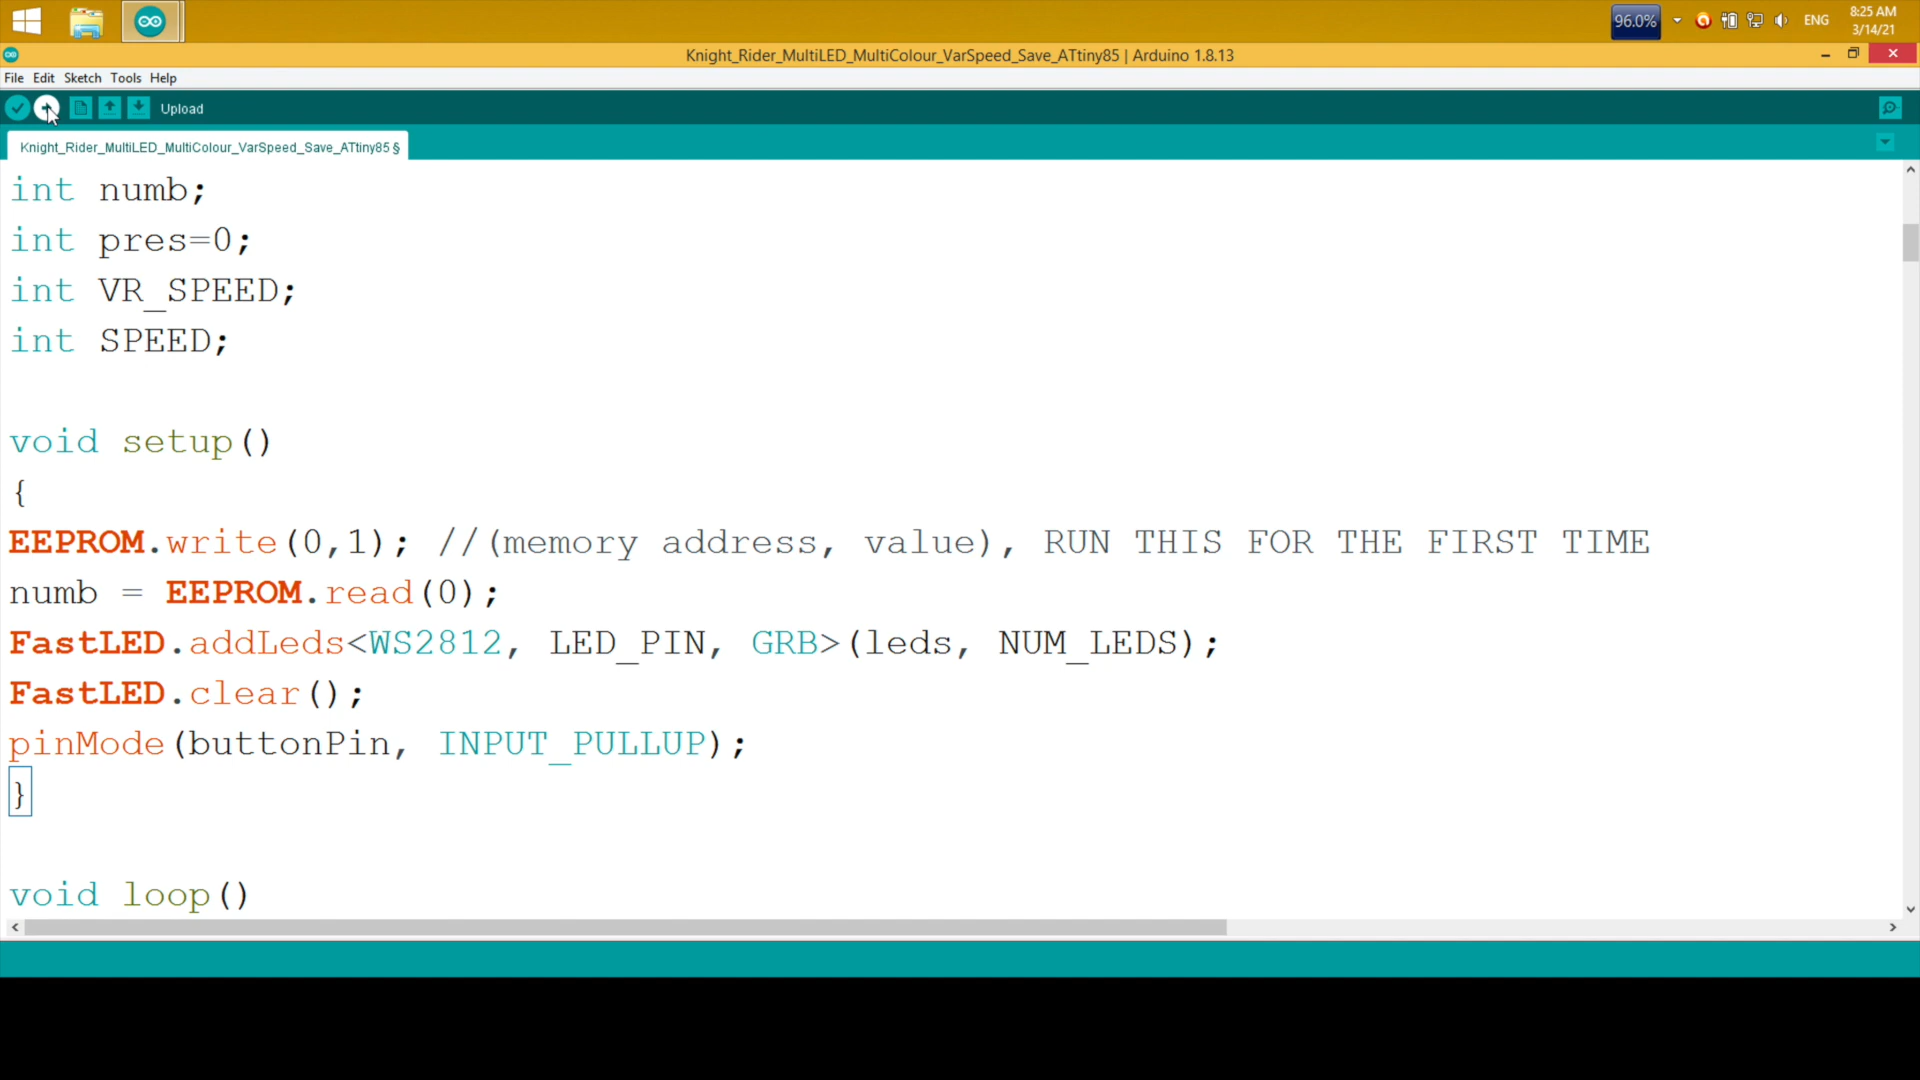 96.0%
ENG
8:25 AM
3/14/21
Knight_Rider_MultiLED_MultiColour_VarSpeed_Save_ATtiny85 | Arduino 1.8.13
File Edit Sketch Tools Help
Upload
Knight_Rider_MultiLED_MultiColour_VarSpeed_Save_ATtiny85 §
int numb;
int pres=0;
int VR_SPEED;
int SPEED;
void setup()
{
EEPROM.write(0,1); //(memory address, value), RUN THIS FOR THE FIRST TIME
numb = EEPROM.read(0);
FastLED.addLeds<WS2812, LED_PIN, GRB>(leds, NUM_LEDS);
FastLED.clear();
pinMode(buttonPin, INPUT_PULLUP);
}
void loop()